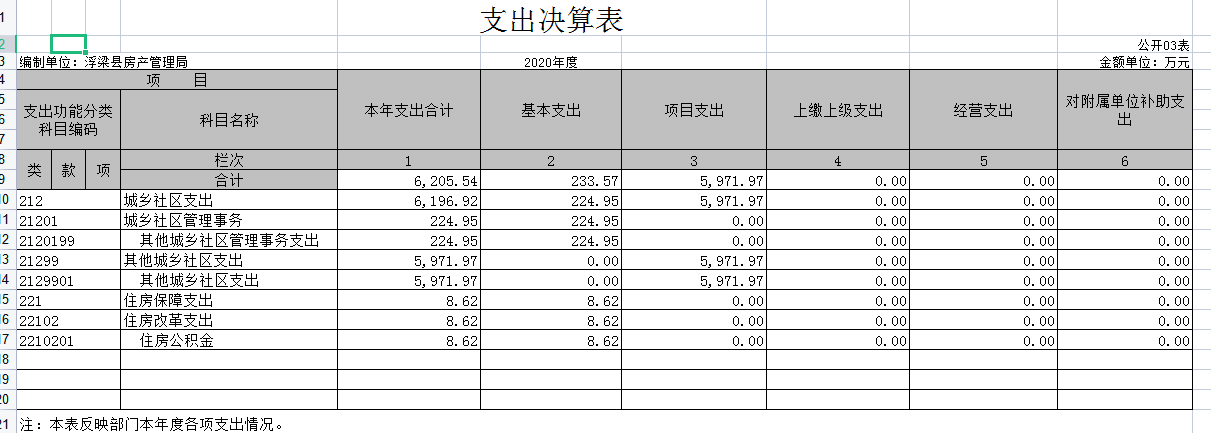 支出决算表
公开03表
编制单位：浮梁县房产管理局 2020年度 金额单位：万元
项 目 本年支出合计 基本支出 项目支出 上缴上级支出 经营支出 对附属单位补助支出
支出功能分类科目编码 科目名称
类 款 项 栏次 1 2 3 4 5 6
合计 6,205.54 233.57 5,971.97 0.00 0.00 0.00
212 城乡社区支出 6,196.92 224.95 5,971.97 0.00 0.00 0.00
21201 城乡社区管理事务 224.95 224.95 0.00 0.00 0.00 0.00
2120199 其他城乡社区管理事务支出 224.95 224.95 0.00 0.00 0.00 0.00
21299 其他城乡社区支出 5,971.97 0.00 5,971.97 0.00 0.00 0.00
2129901 其他城乡社区支出 5,971.97 0.00 5,971.97 0.00 0.00 0.00
221 住房保障支出 8.62 8.62 0.00 0.00 0.00 0.00
22102 住房改革支出 8.62 8.62 0.00 0.00 0.00 0.00
2210201 住房公积金 8.62 8.62 0.00 0.00 0.00 0.00
注：本表反映部门本年度各项支出情况。